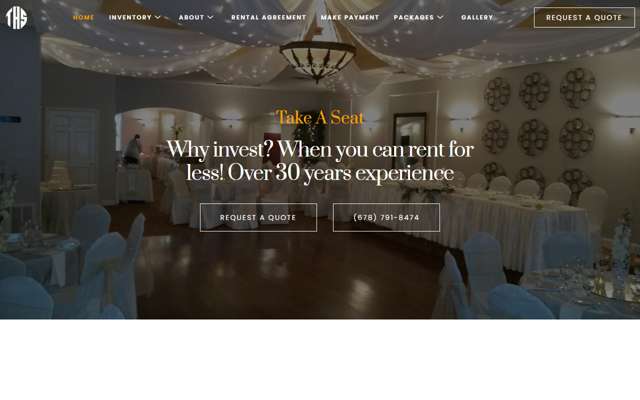 THS
HOME
INVENTORY
ABOUT
RENTAL AGREEMENT
MAKE PAYMENT
PACKAGES
GALLERY
REQUEST A QUOTE
Take A Seat
Why invest? When you can rent for
less! Over 30 years experience
REQUEST A QUOTE
(678) 791-8474